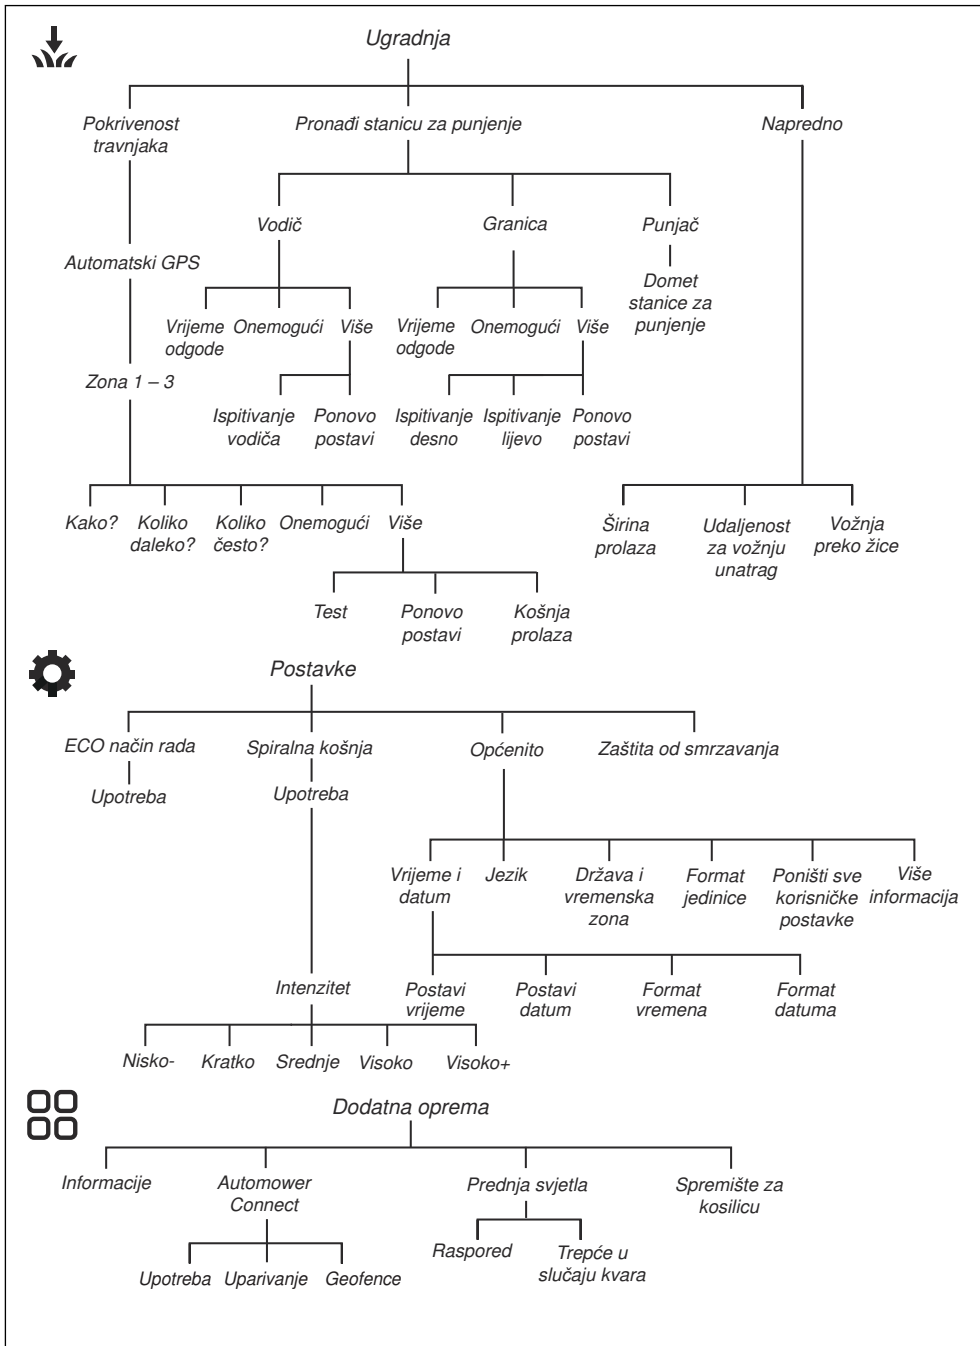 Ugradnja
Pokrivenost
travnjaka
Pronađi stanicu za punjenje
Napredno
Vodič
Granica
Punjač
Automatski GPS
Domet
stanice za
punjenje
Vrijeme
odgode
Onemogući
Više
Vrijeme
odgode
Onemogući
Više
Zona 1 – 3
Ispitivanje
vodiča
Ponovo
postavi
Ispitivanje
desno
Ispitivanje
lijevo
Ponovo
postavi
Kako?
Koliko
daleko?
Koliko
često?
Onemogući
Više
Širina
prolaza
Udaljenost
za vožnju
unatrag
Vožnja
preko žice
Test
Ponovo
postavi
Košnja
prolaza
Postavke
ECO način rada
Spiralna košnja
Općenito
Zaštita od smrzavanja
Upotreba
Upotreba
Vrijeme i
datum
Jezik
Država i
vremenska
zona
Format
jedinice
Poništi sve
korisničke
postavke
Više
informacija
Intenzitet
Postavi
vrijeme
Postavi
datum
Format
vremena
Format
datuma
Nisko-
Kratko
Srednje
Visoko
Visoko+
Dodatna oprema
Informacije
Automower
Connect
Prednja svjetla
Spremište za
kosilicu
Upotreba
Uparivanje
Geofence
Raspored
Trepće u
slučaju kvara